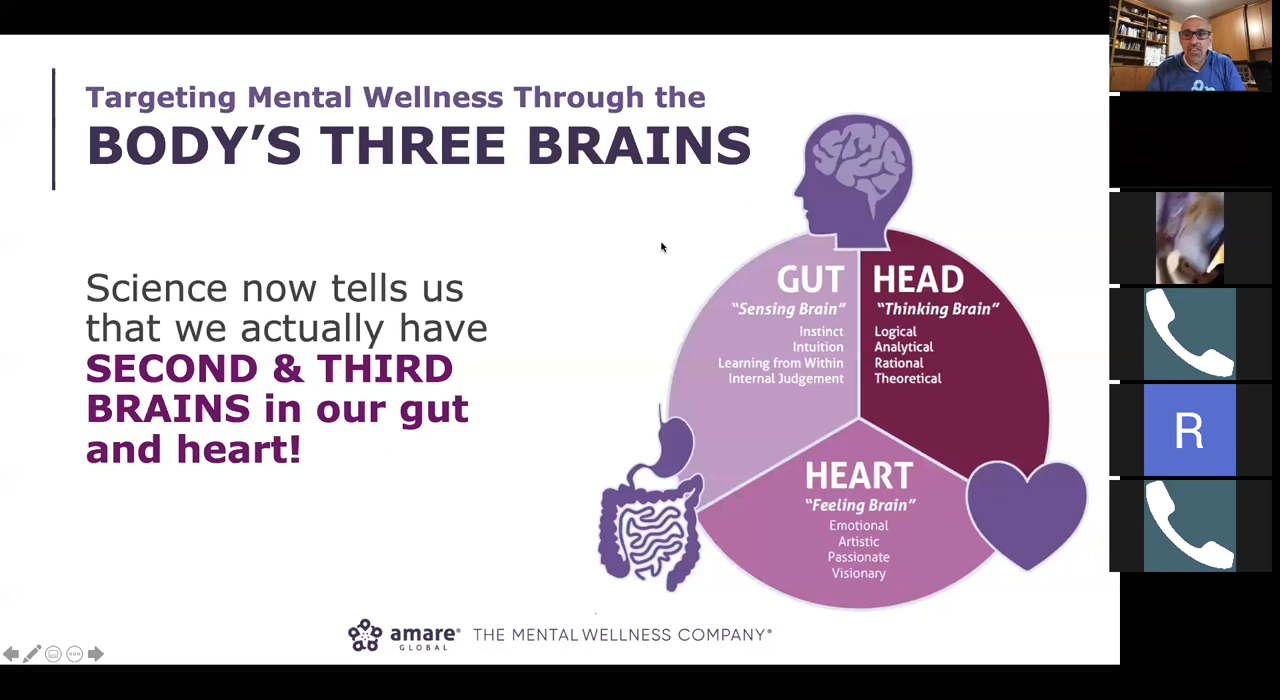 Targeting Mental Wellness Through the
BODY’S THREE BRAINS
Science now tells us
that we actually have
SECOND & THIRD
BRAINS in our gut
and heart!
GUT
“Sensing Brain”
Instinct
Intuition
Learning from Within
Internal Judgement
HEAD
“Thinking Brain”
Logical
Analytical
Rational
Theoretical
HEART
“Feeling Brain”
Emotional
Artistic
Passionate
Visionary
amare®
GLOBAL
THE MENTAL WELLNESS COMPANY®
R